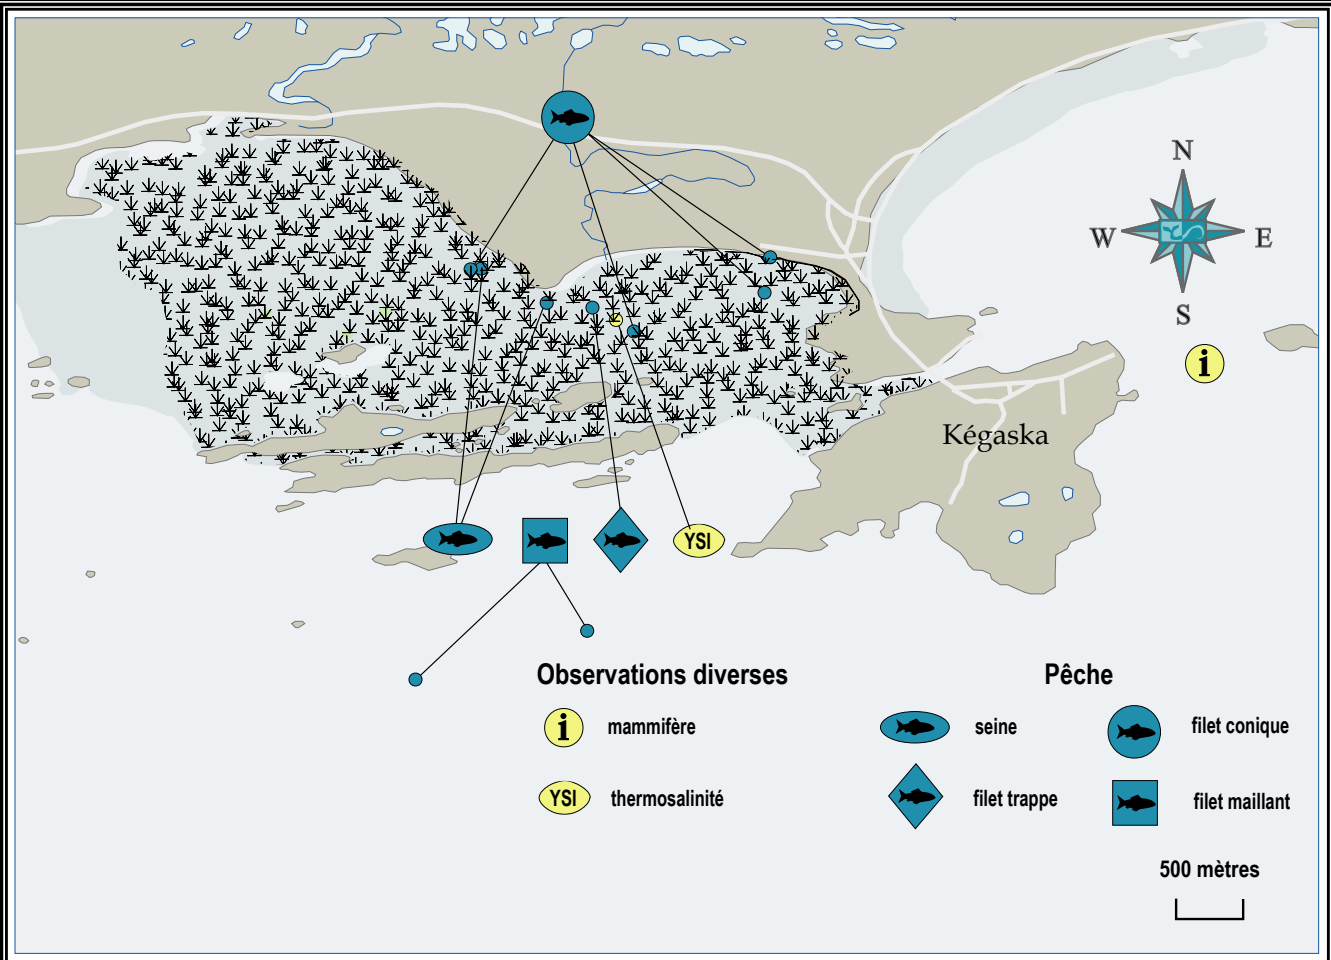 N
W
E
S
i
Kégaska
YSI
Observations diverses
Pêche
i
mammifère
seine
filet conique
YSI
thermosalinité
filet trappe
filet maillant
500 mètres